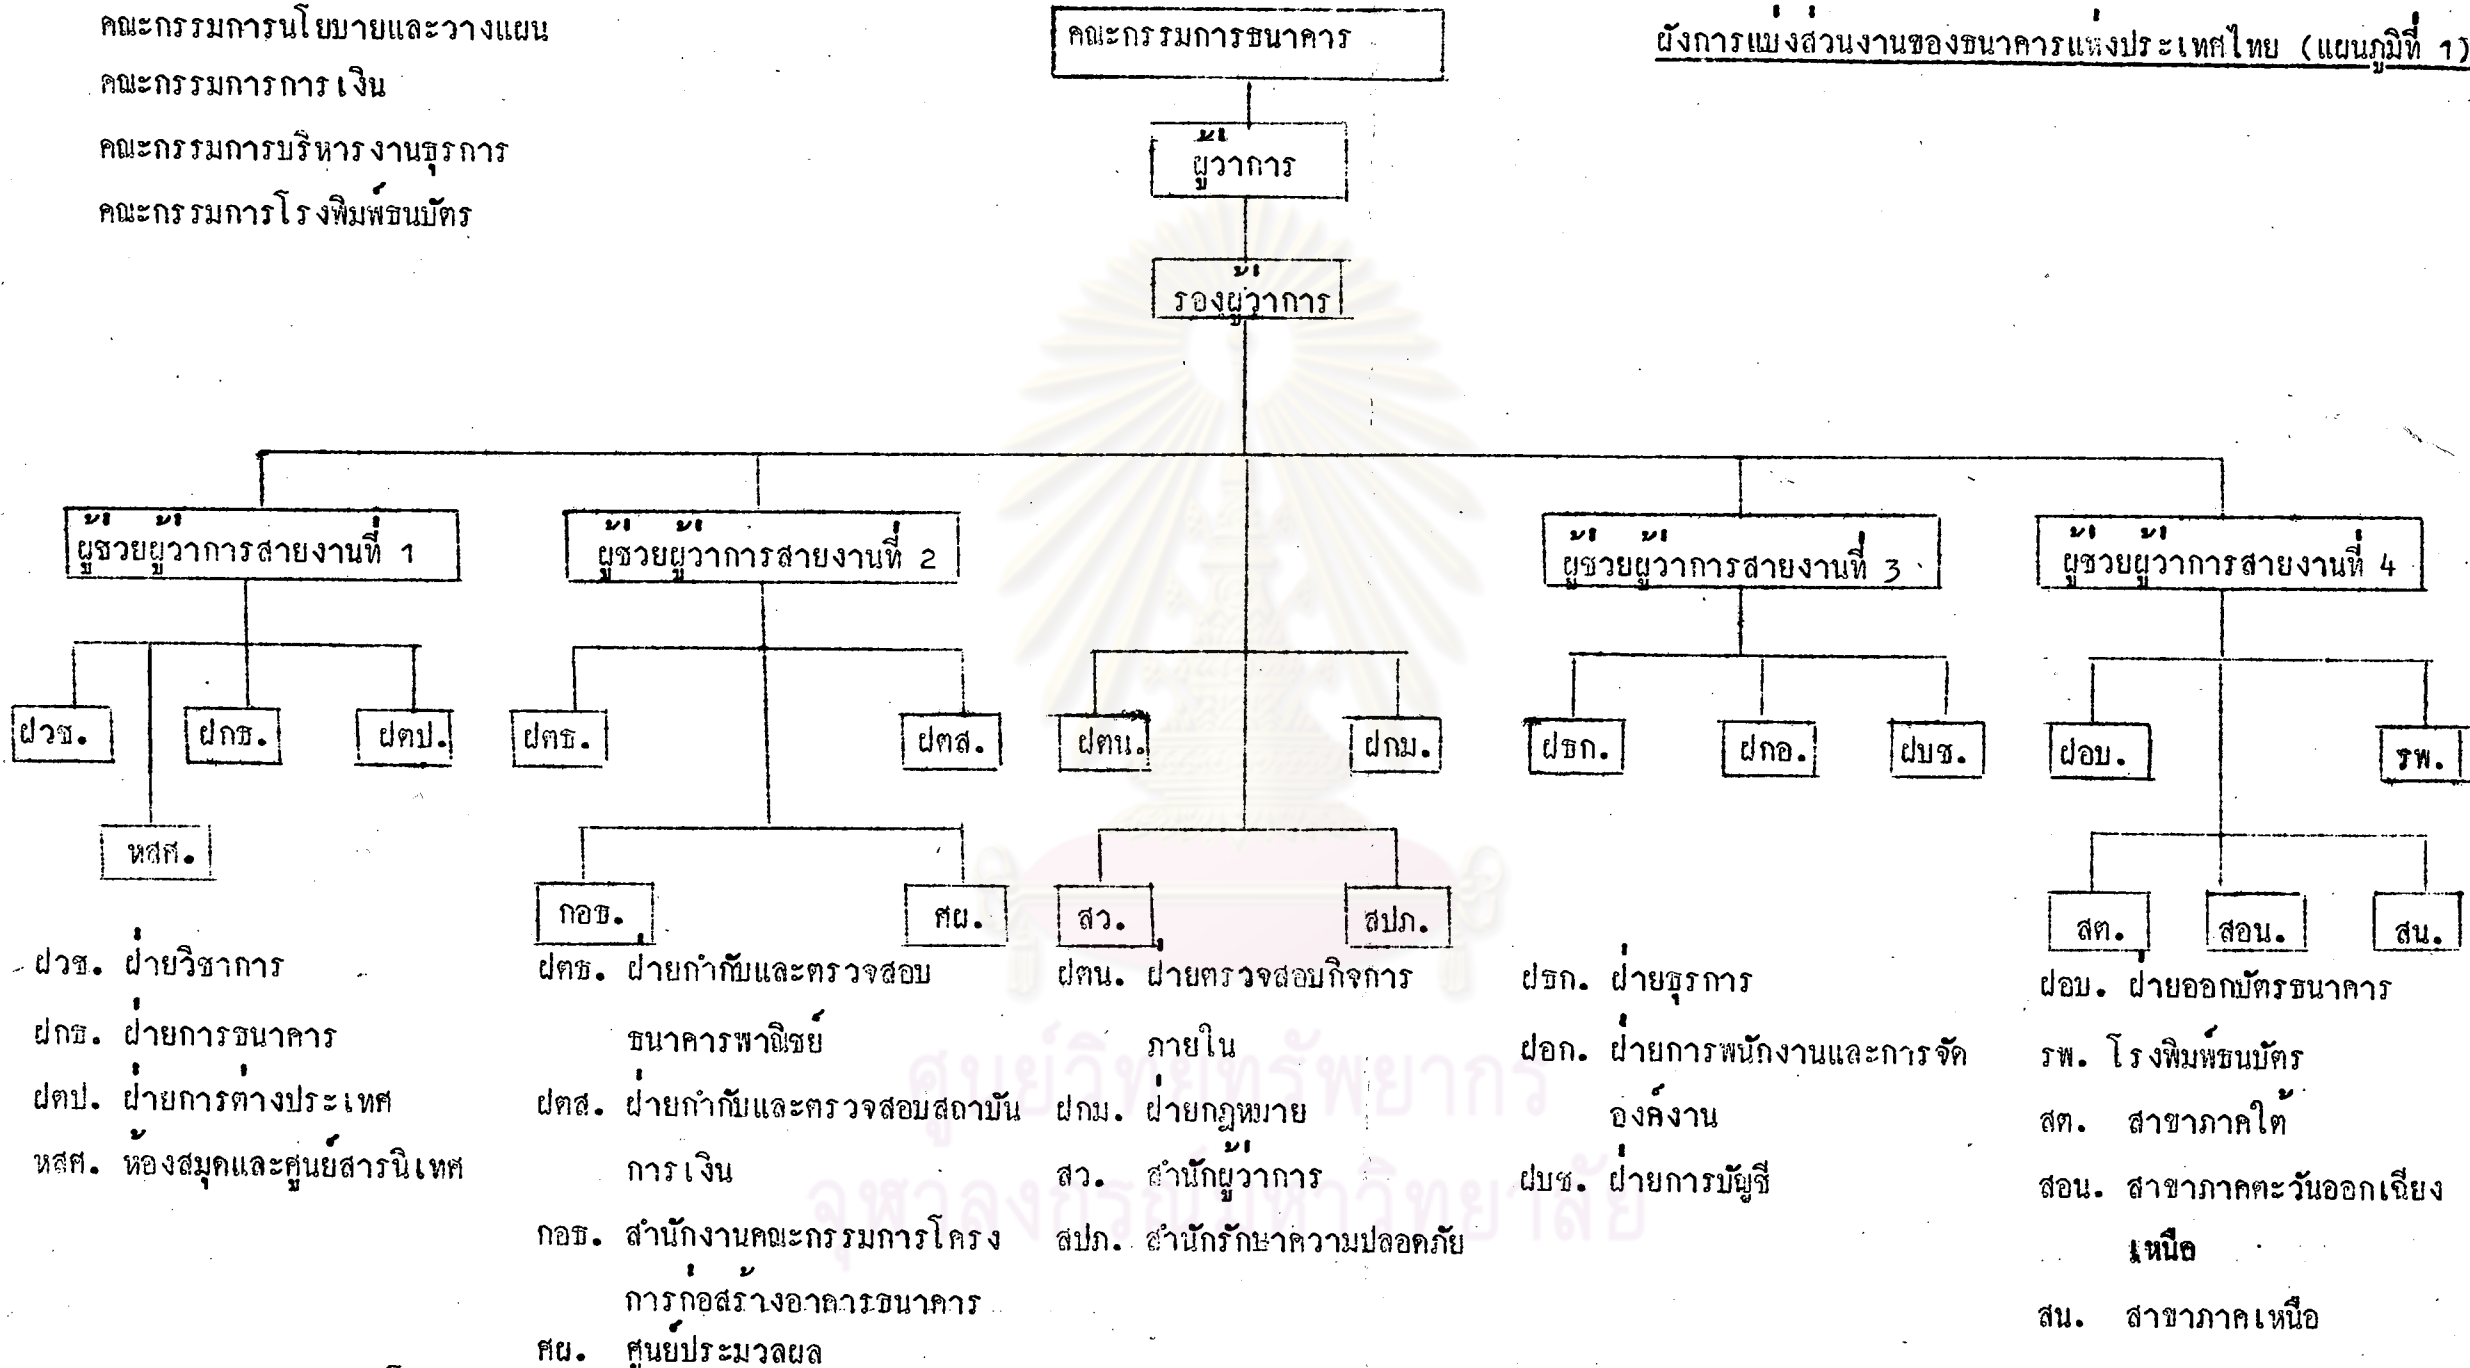 คณะกรรมการนโยบายและวางแผน
คณะกรรมการการเงิน
คณะกรรมการบริหารงานธุรการ
คณะกรรมการโรงพิมพ์ธนบัตร
คณะกรรมการธนาคาร
ผังการแบ่งส่วนงานของธนาคารแห่งประเทศไทย (แผนภูมิที่ 1)
ผู้ว่าการ
รองผู้ว่าการ
ผู้ช่วยผู้ว่าการสายงานที่ 1
ผู้ช่วยผู้ว่าการสายงานที่ 2
ผู้ช่วยผู้ว่าการสายงานที่ 3
ผู้ช่วยผู้ว่าการสายงานที่ 4
ฝวช.
ฝกธ.
ฝตป.
ฝตธ.
ฝตส.
ฝตน.
ฝกม.
ฝธก.
ฝกอ.
ฝบช.
ฝอบ.
รพ.
หสศ.
กอธ.
ศผ.
สว.
สปภ.
สต.
สอน.
สน.
ฝวช. ฝ่ายวิชาการ
ฝกธ. ฝ่ายการธนาคาร
ฝตป. ฝ่ายการต่างประเทศ
หสศ. ห้องสมุดและศูนย์สารนิเทศ
ฝตธ. ฝ่ายกำกับและตรวจสอบ
ธนาคารพาณิชย์
ฝตส. ฝ่ายกำกับและตรวจสอบสถาบัน
การเงิน
กอธ. สำนักงานคณะกรรมการโครง
การก่อสร้างอาคารธนาคาร
ศผ. ศูนย์ประมวลผล
ฝตน. ฝ่ายตรวจสอบกิจการ
ภายใน
ฝกม. ฝ่ายกฎหมาย
สว. สำนักผู้ว่าการ
สปภ. สำนักรักษาความปลอดภัย
ฝธก. ฝ่ายธุรการ
ฝอก. ฝ่ายการพนักงานและการจัด
องค์งาน
ฝบช. ฝ่ายการบัญชี
ฝอบ. ฝ่ายออกบัตรธนาคาร
รพ. โรงพิมพ์ธนบัตร
สต. สาขาภาคใต้
สอน. สาขาภาคตะวันออกเฉียง
เหนือ
สน. สาขาภาคเหนือ
ศูนย์วิทยทรัพยากร
จุฬาลงกรณ์มหาวิทยาลัย